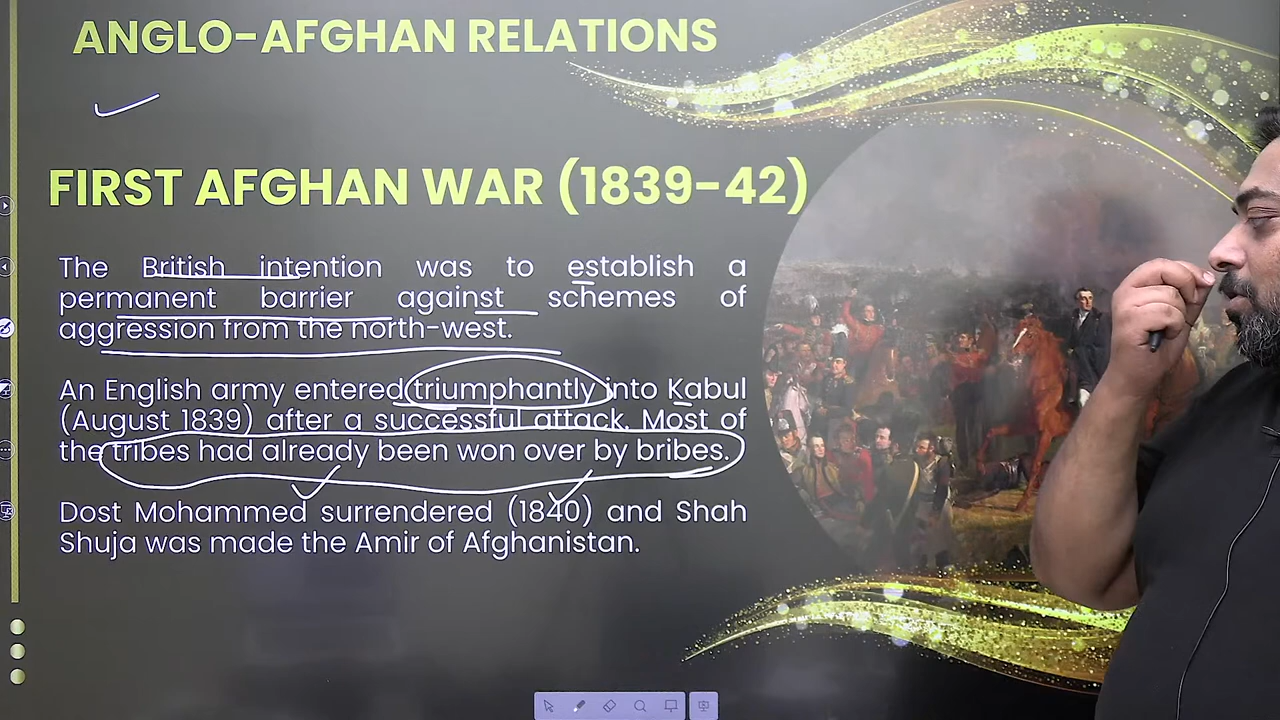 ANGLO-AFGHAN RELATIONS
FIRST AFGHAN WAR (1839-42)
The British intention was to establish a
permanent barrier against schemes of
aggression from the north-west.
An English army entered triumphantly into Kabul
(August 1839) after a successful attack. Most of
the tribes had already been won over by bribes.
Dost Mohammed surrendered (1840) and Shah
Shuja was made the Amir of Afghanistan.